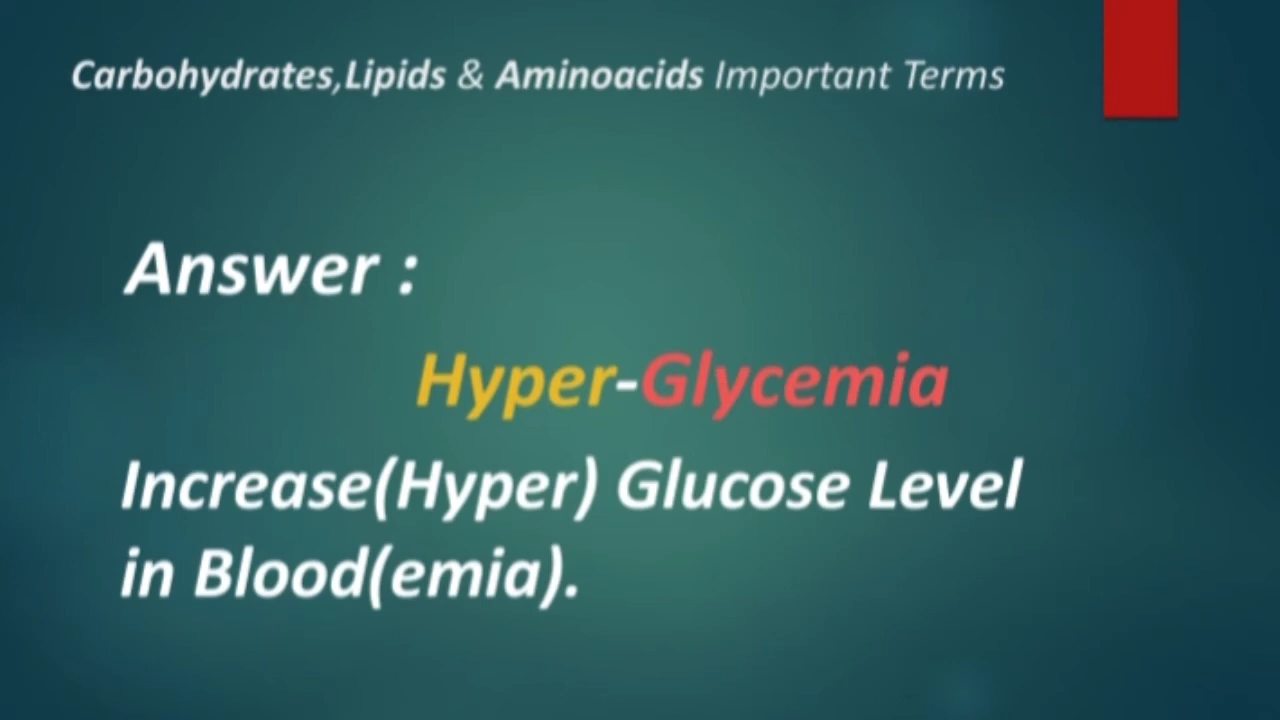 Carbohydrates,Lipids & Aminoacids Important Terms
Answer :
Hyper-Glycemia
Increase(Hyper) Glucose Level
in Blood(emia).